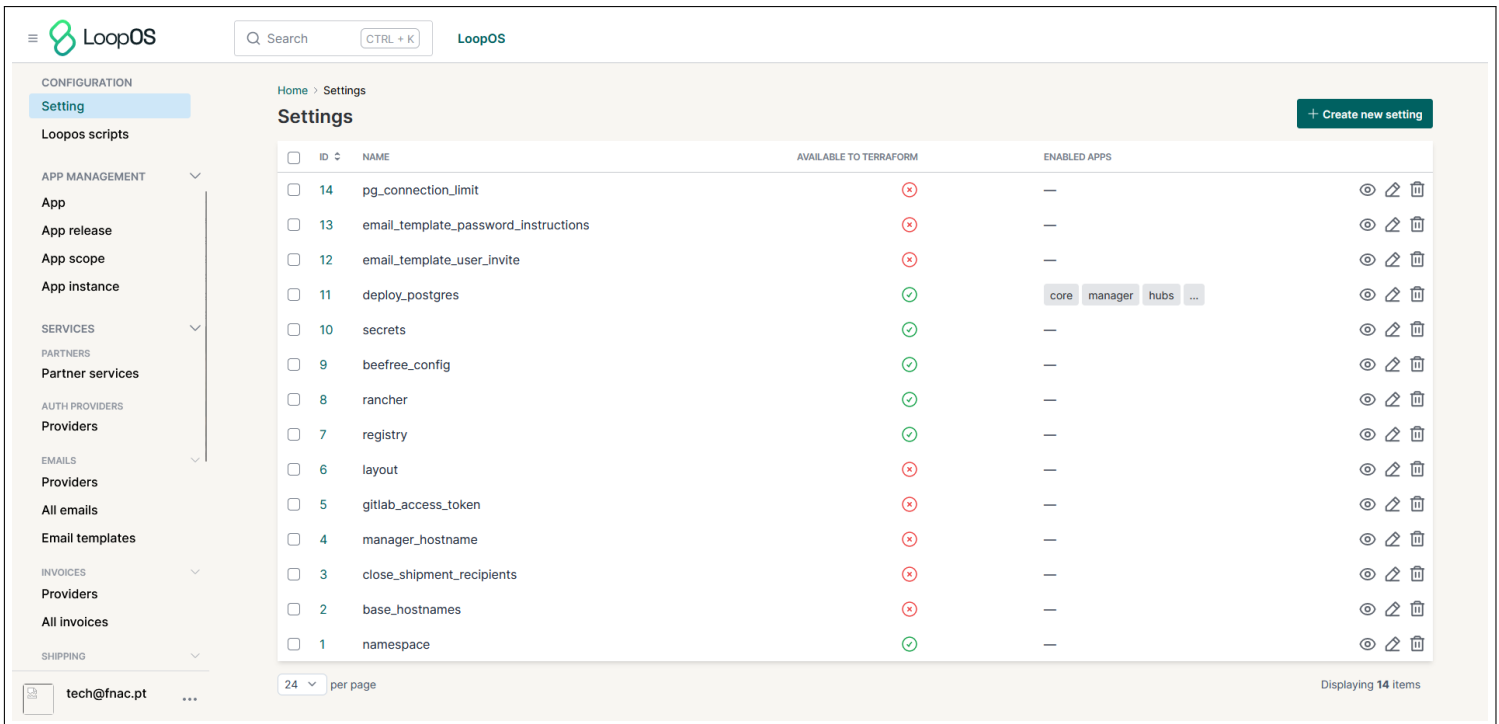 LoopOS
Search CTRL + K
LoopOS
CONFIGURATION
Setting
Loopos scripts
APP MANAGEMENT
App
App release
App scope
App instance
SERVICES
PARTNERS
Partner services
AUTH PROVIDERS
Providers
EMAILS
Providers
All emails
Email templates
INVOICES
Providers
All invoices
SHIPPING
tech@fnac.pt
...
Home > Settings
Settings
+ Create new setting
ID NAME AVAILABLE TO TERRAFORM ENABLED APPS
14 pg_connection_limit —
13 email_template_password_instructions —
12 email_template_user_invite —
11 deploy_postgres core manager hubs ...
10 secrets —
9 beefree_config —
8 rancher —
7 registry —
6 layout —
5 gitlab_access_token —
4 manager_hostname —
3 close_shipment_recipients —
2 base_hostnames —
1 namespace —
24 per page
Displaying 14 items